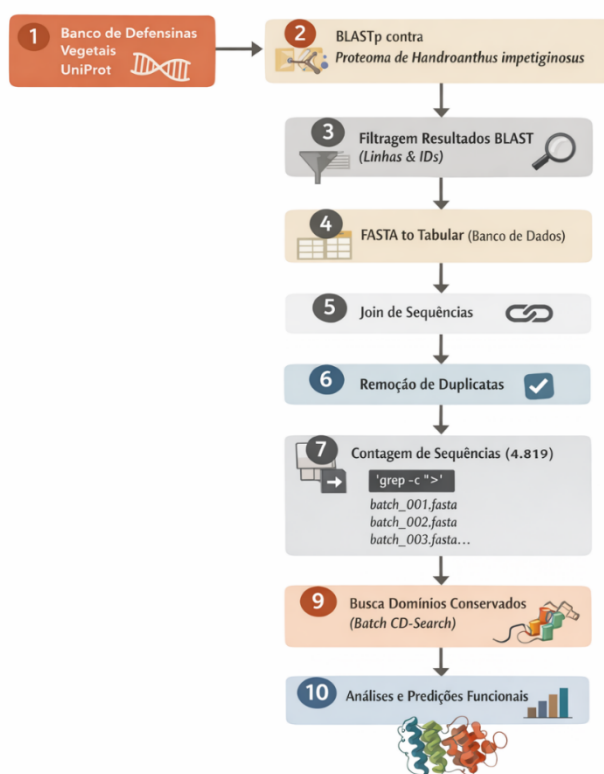 1
Banco de Defensinas
Vegetais
UniProt
2
BLASTp contra
Proteoma de Handroanthus impetiginosus
3
Filtragem Resultados BLAST
(Linhas & IDs)
4
FASTA to Tabular (Banco de Dados)
5
Join de Sequências
6
Remoção de Duplicatas
7
Contagem de Sequências (4.819)
'grep -c ">'
batch_001.fasta
batch_002.fasta
batch_003.fasta...
9
Busca Domínios Conservados
(Batch CD-Search)
10
Análises e Predições Funcionais